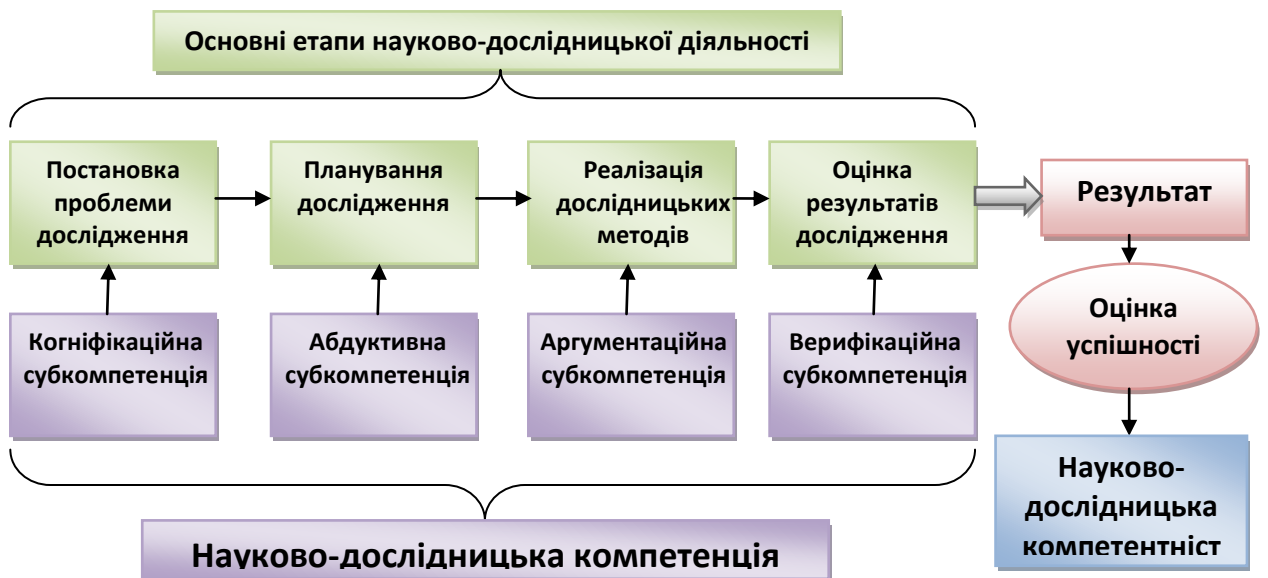 Основні етапи науково-дослідницької діяльності
Постановка
проблеми
дослідження
Планування
дослідження
Реалізація
дослідницьких
методів
Оцінка
результатів
дослідження
Результат
Когніфікаційна
субкомпетенція
Абдуктивна
субкомпетенція
Аргументаційна
субкомпетенція
Верифікаційна
субкомпетенція
Оцінка
успішності
Науково-
дослідницька
компетентніст
Науково-дослідницька компетенція